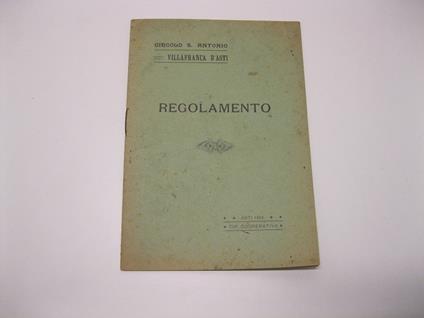 CIRCOLO S. ANTONIO
VILLAFRANCA D'ASTI
REGOLAMENTO
ASTI
TIP. COOPERATIVA